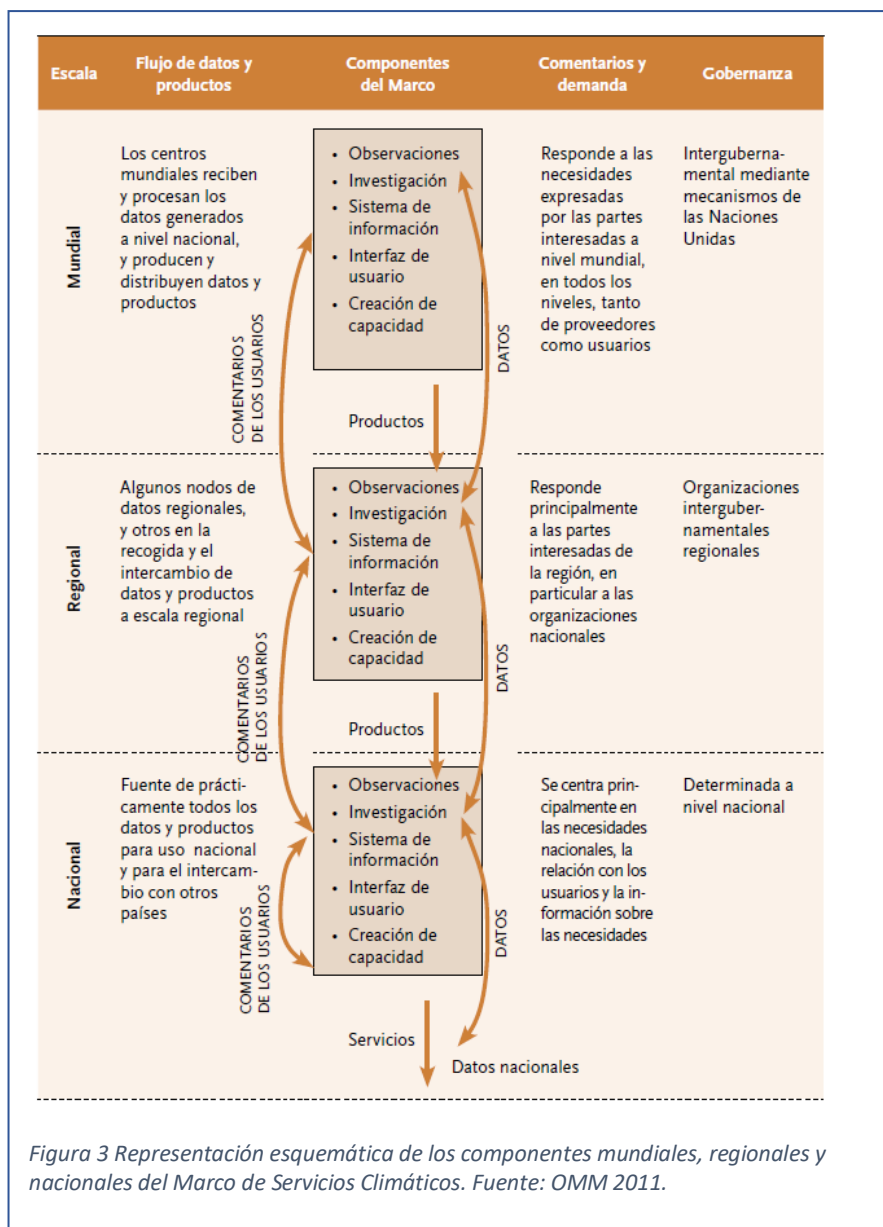 Escala
Flujo de datos y
productos
Componentes
del Marco
Comentarios y
demanda
Gobernanza
Mundial
Los centros
mundiales reciben
y procesan los
datos generados
a nivel nacional,
y producen y
distribuyen datos y
productos
COMENTARIOS
DE LOS USUARIOS
• Observaciones
• Investigación
• Sistema de
información
• Interfaz de
usuario
• Creación de
capacidad
DATOS
Responde a las
necesidades
expresadas
por las partes
interesadas a
nivel mundial,
en todos los
niveles, tanto
de proveedores
como usuarios
Interguberna-
mental mediante
mecanismos de
las Naciones
Unidas
Productos
Regional
Algunos nodos de
datos regionales,
y otros en la
recogida y el
intercambio de
datos y productos
a escala regional
COMENTARIOS
DE LOS USUARIOS
• Observaciones
• Investigación
• Sistema de
información
• Interfaz de
usuario
• Creación de
capacidad
DATOS
Responde
principalmente
a las partes
interesadas de
la región, en
particular a las
organizaciones
nacionales
Organizaciones
interguber-
namentales
regionales
Productos
Nacional
Fuente de prácti-
camente todos los
datos y productos
para uso nacional
y para el intercam-
bio con otros
países
COMENTARIOS
DE LOS USUARIOS
• Observaciones
• Investigación
• Sistema de
información
• Interfaz de
usuario
• Creación de
capacidad
DATOS
Se centra prin-
cipalmente en
las necesidades
nacionales, la
relación con los
usuarios y la in-
formación sobre
las necesidades
Determinada a
nivel nacional
Servicios
Datos nacionales
Figura 3 Representación esquemática de los componentes mundiales, regionales y
nacionales del Marco de Servicios Climáticos. Fuente: OMM 2011.